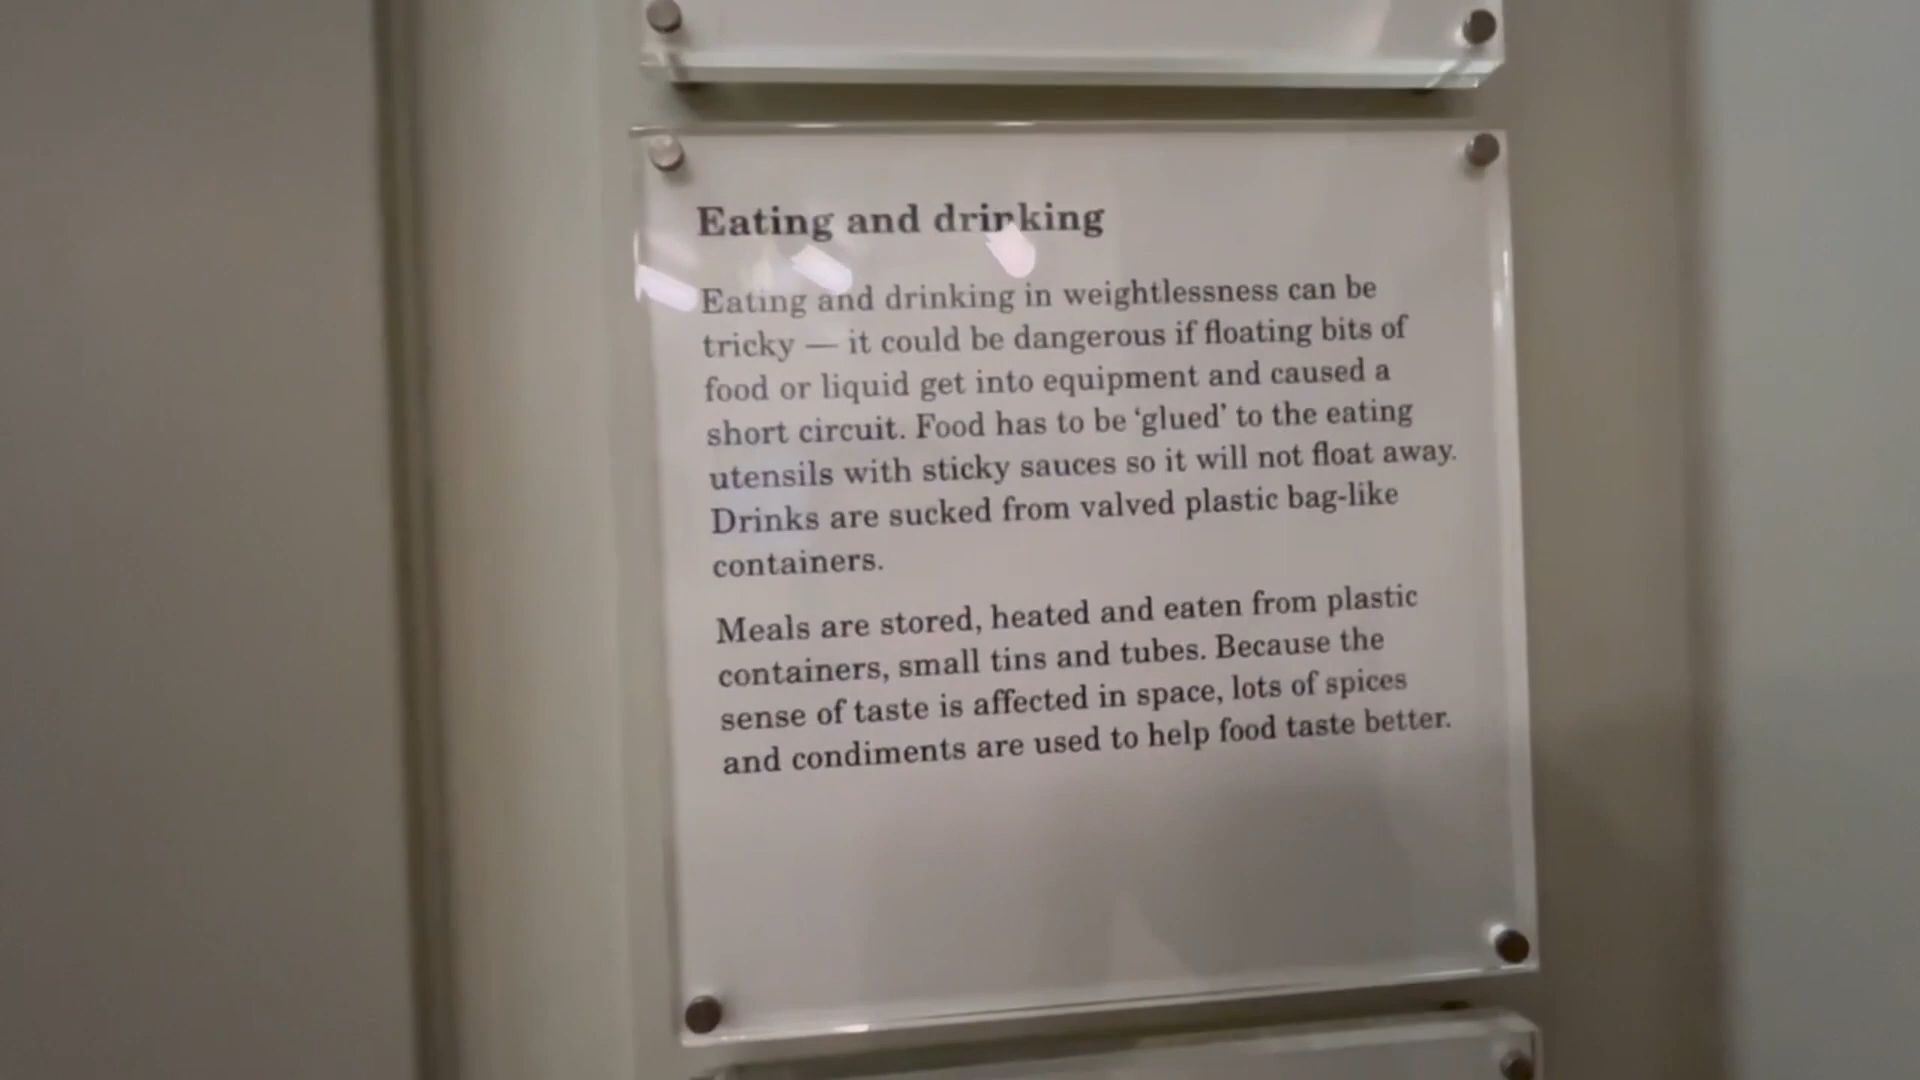 Eating and drinking
Eating and drinking in weightlessness can be
tricky — it could be dangerous if floating bits of
food or liquid get into equipment and caused a
short circuit. Food has to be ‘glued’ to the eating
utensils with sticky sauces so it will not float away.
Drinks are sucked from valved plastic bag-like
containers.
Meals are stored, heated and eaten from plastic
containers, small tins and tubes. Because the
sense of taste is affected in space, lots of spices
and condiments are used to help food taste better.